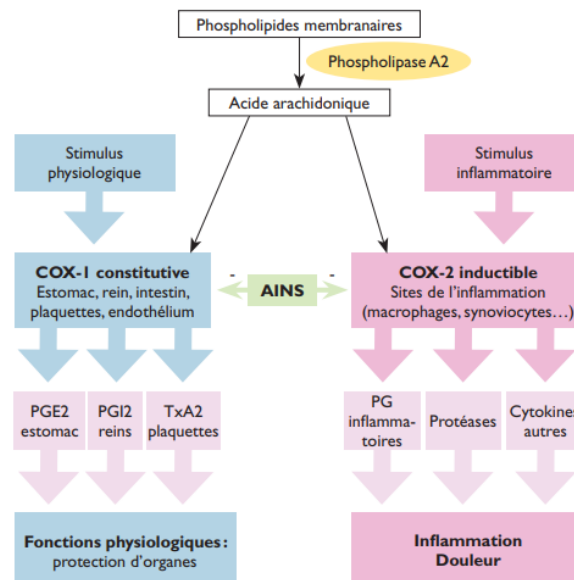 Phospholipides membranaires
Phospholipase A2
Acide arachidonique
Stimulus
physiologique
Stimulus
inflammatoire
COX-1 constitutive
Estomac, rein, intestin,
plaquettes, endothélium
-
AINS
-
COX-2 inductible
Sites de l'inflammation
(macrophages, synoviocytes…)
PGE2
estomac
PGI2
reins
TxA2
plaquettes
PG
inflamma-
toires
Protéases
Cytokines
autres
Fonctions physiologiques :
protection d'organes
Inflammation
Douleur